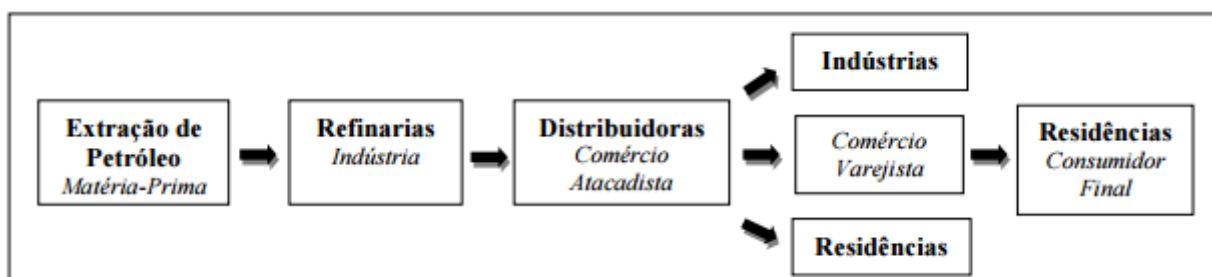 Extração de
Petróleo
Matéria-Prima
Refinarias
Indústria
Distribuidoras
Comércio
Atacadista
Indústrias
Comércio
Varejista
Residências
Residências
Consumidor
Final